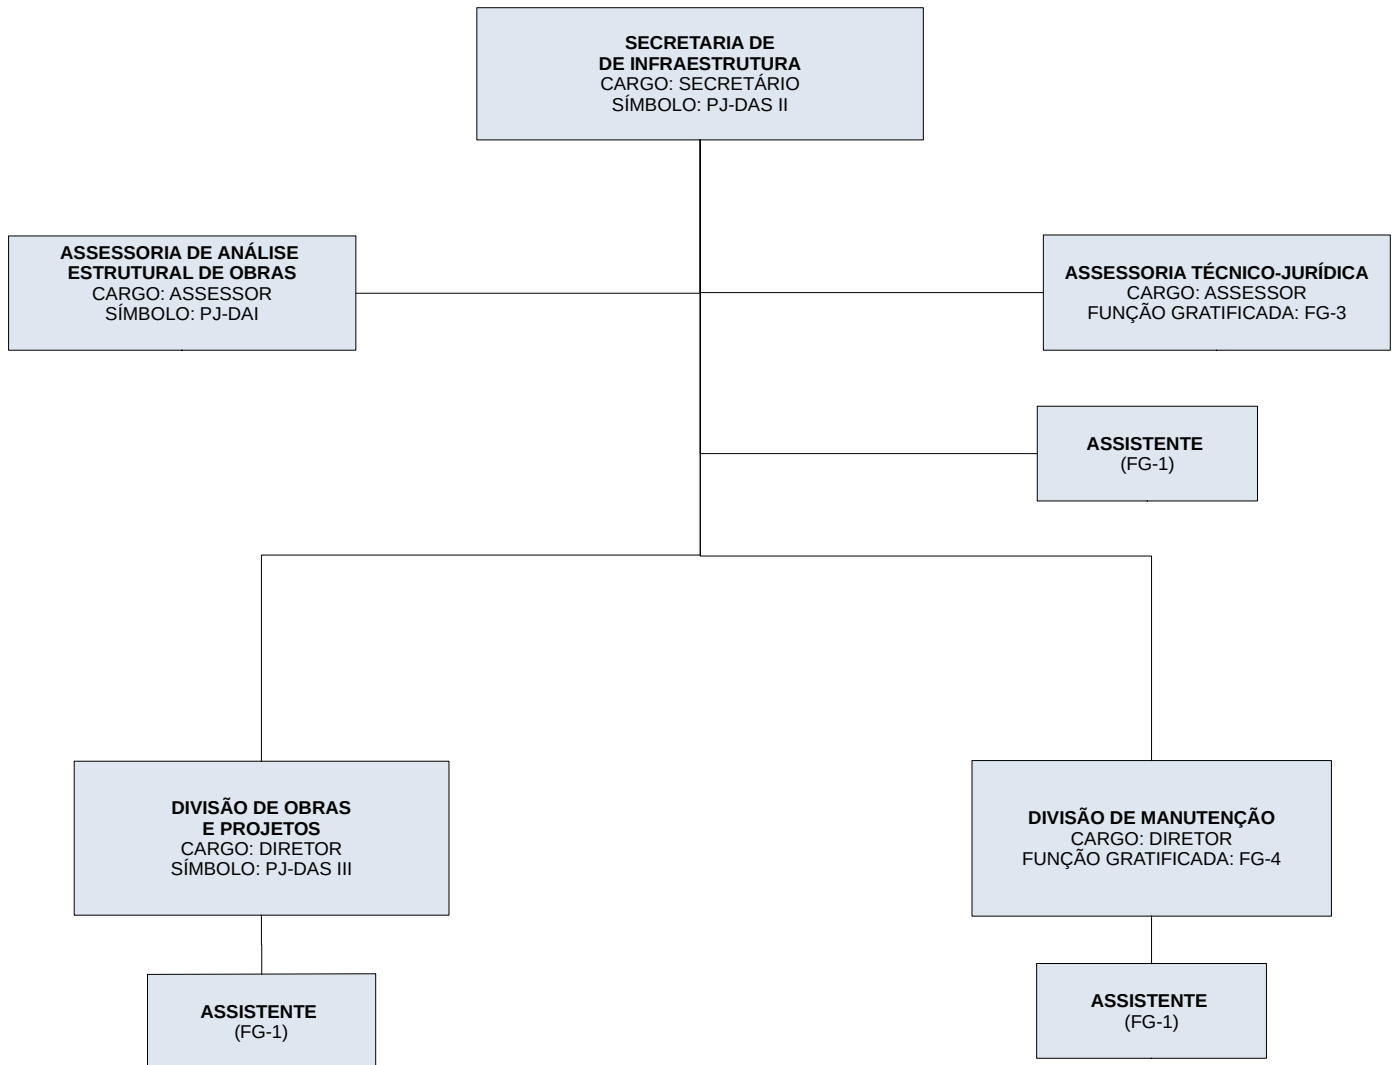 SECRETARIA DE
DE INFRAESTRUTURA
CARGO: SECRETÁRIO
SÍMBOLO: PJ-DAS II
ASSESSORIA DE ANÁLISE
ESTRUTURAL DE OBRAS
CARGO: ASSESSOR
SÍMBOLO: PJ-DAI
ASSESSORIA TÉCNICO-JURÍDICA
CARGO: ASSESSOR
FUNÇÃO GRATIFICADA: FG-3
ASSISTENTE
(FG-1)
DIVISÃO DE OBRAS
E PROJETOS
CARGO: DIRETOR
SÍMBOLO: PJ-DAS III
DIVISÃO DE MANUTENÇÃO
CARGO: DIRETOR
FUNÇÃO GRATIFICADA: FG-4
ASSISTENTE
(FG-1)
ASSISTENTE
(FG-1)